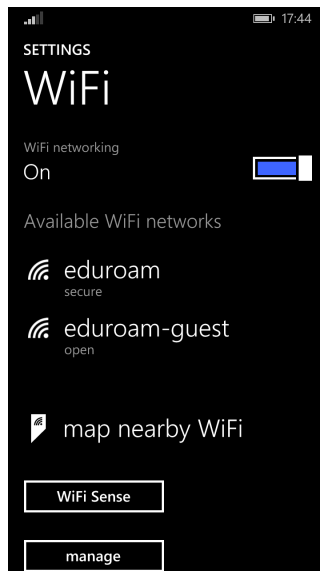 17:44
SETTINGS
WiFi
WiFi networking
On
Available WiFi networks
eduroam
secure
eduroam-guest
open
map nearby WiFi
WiFi Sense
manage